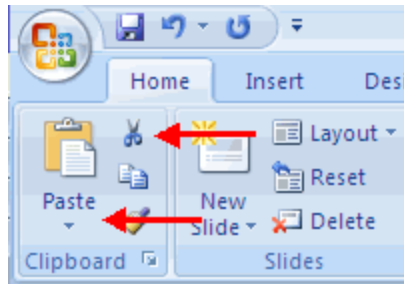 Home Insert Des
Layout
Reset
Paste New
Slide Delete
Clipboard Slides